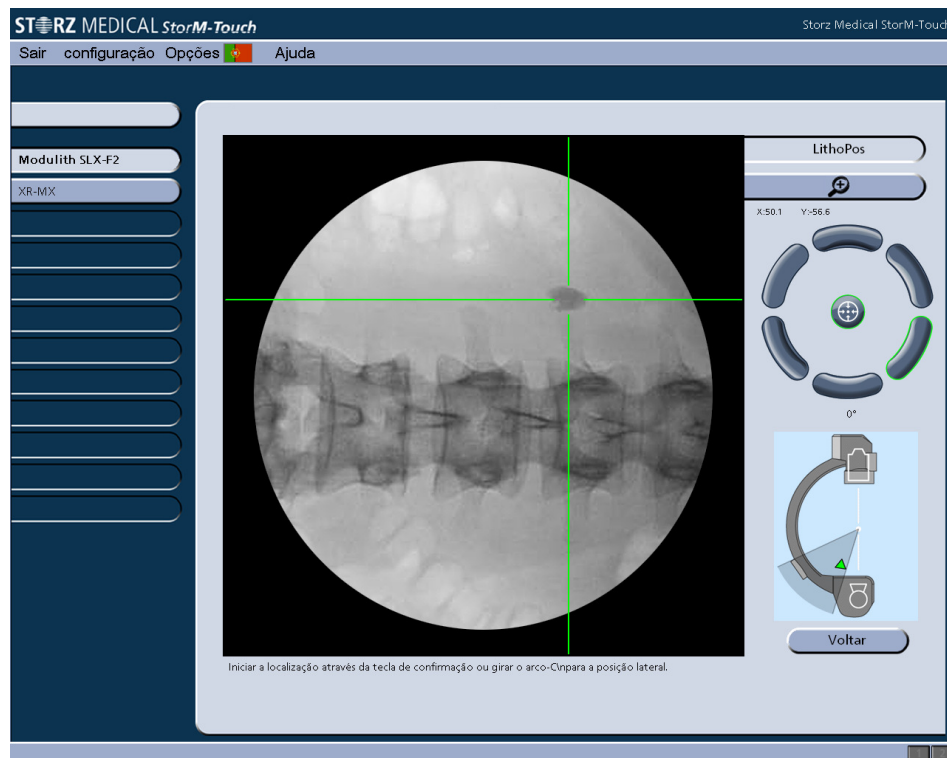 STORZ MEDICAL StorM-Touch
Storz Medical StorM-Touch
Sair configuração Opções Ajuda
Modulith SLX-F2
XR-MX
LithoPos
X:50.1 Y:-56.6
0°
Voltar
Iniciar a localização através da tecla de confirmação ou girar o arco-C\npara a posição lateral.